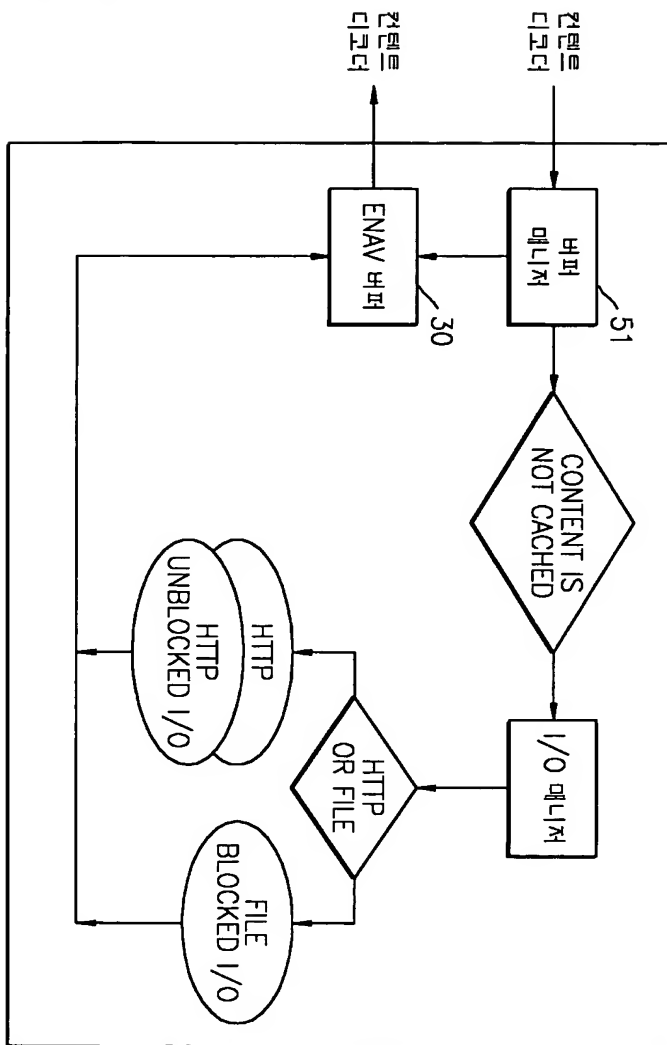 컨텐트
디코더
51
버퍼
매니저
CONTENT IS
NOT CACHED
I/O 매니저
컨텐트
디코더
30
ENAV 버퍼
HTTP
OR FILE
HTTP
HTTP
UNBLOCKED I/O
FILE
BLOCKED I/O